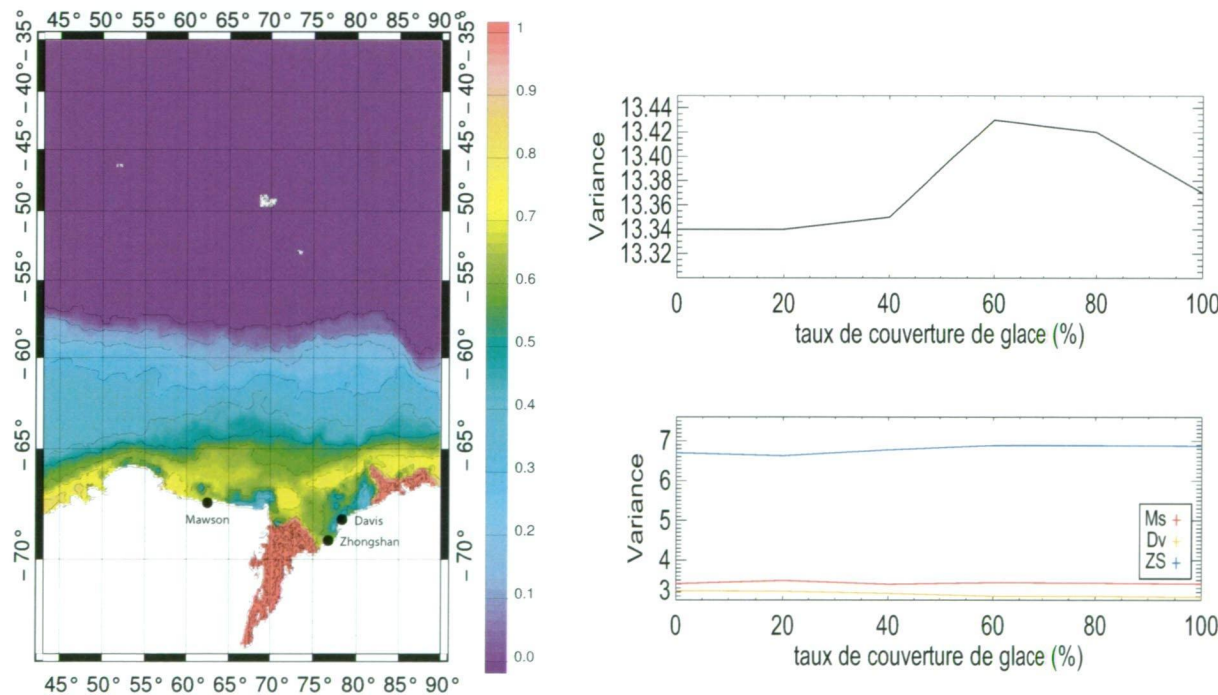 45° 50° 55° 60° 65° 70° 75° 80° 85° 90°
−35° −35°
−40° −40°
−45° −45°
−50° −50°
−55° −55°
−60° −60°
−65° −65°
−70° −70°
Mawson
Davis
Zhongshan
45° 50° 55° 60° 65° 70° 75° 80° 85° 90°
1
0.9
0.8
0.7
0.6
0.5
0.4
0.3
0.2
0.1
0.0
Variance
13.44
13.42
13.40
13.38
13.36
13.34
13.32
0 20 40 60 80 100
taux de couverture de glace (%)
Variance
7
6
5
4
3
Ms
Dv
ZS
0 20 40 60 80 100
taux de couverture de glace (%)